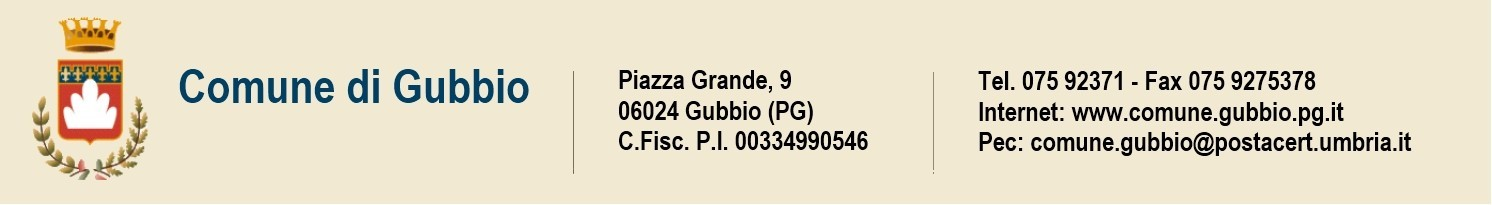 Comune di Gubbio
Piazza Grande, 9
06024 Gubbio (PG)
C.Fisc. P.I. 00334990546
Tel. 075 92371 - Fax 075 9275378
Internet: www.comune.gubbio.pg.it
Pec: comune.gubbio@postacert.umbria.it